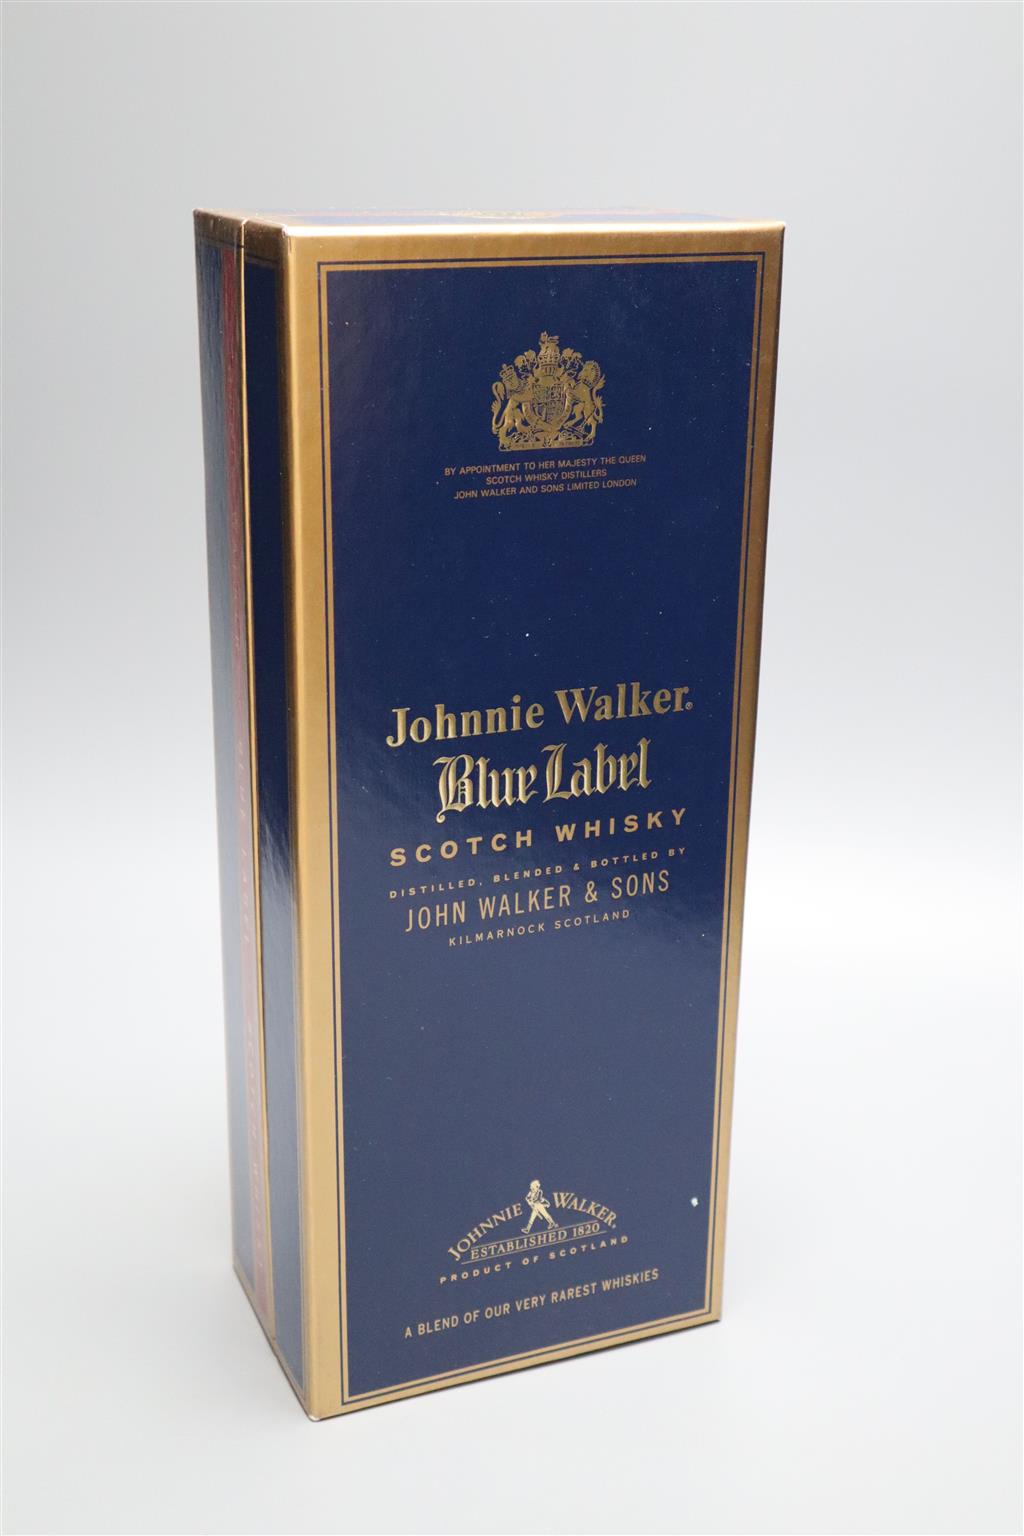 BY APPOINTMENT TO HER MAJESTY THE QUEEN
SCOTCH WHISKY DISTILLERS
JOHN WALKER AND SONS LIMITED LONDON
Johnnie Walker®
Blue Label
SCOTCH WHISKY
DISTILLED, BLENDED & BOTTLED BY
JOHN WALKER & SONS
KILMARNOCK SCOTLAND
JOHNNIE WALKER
ESTABLISHED 1820
PRODUCT OF SCOTLAND
A BLEND OF OUR VERY RAREST WHISKIES